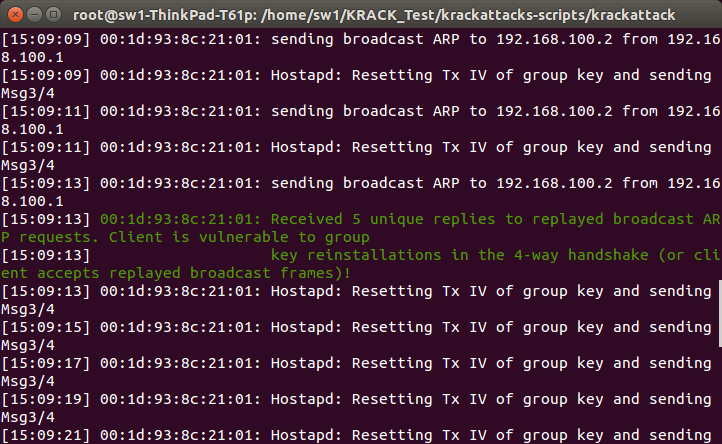 root@sw1-ThinkPad-T61p: /home/sw1/KRACK_Test/krackattacks-scripts/krackattack
[15:09:09] 00:1d:93:8c:21:01: sending broadcast ARP to 192.168.100.2 from 192.16
8.100.1
[15:09:09] 00:1d:93:8c:21:01: Hostapd: Resetting Tx IV of group key and sending
Msg3/4
[15:09:11] 00:1d:93:8c:21:01: sending broadcast ARP to 192.168.100.2 from 192.16
8.100.1
[15:09:11] 00:1d:93:8c:21:01: Hostapd: Resetting Tx IV of group key and sending
Msg3/4
[15:09:13] 00:1d:93:8c:21:01: sending broadcast ARP to 192.168.100.2 from 192.16
8.100.1
[15:09:13] 00:1d:93:8c:21:01: Received 5 unique replies to replayed broadcast AR
P requests. Client is vulnerable to group
[15:09:13]                    key reinstallations in the 4-way handshake (or cli
ent accepts replayed broadcast frames)!
[15:09:13] 00:1d:93:8c:21:01: Hostapd: Resetting Tx IV of group key and sending
Msg3/4
[15:09:15] 00:1d:93:8c:21:01: Hostapd: Resetting Tx IV of group key and sending
Msg3/4
[15:09:17] 00:1d:93:8c:21:01: Hostapd: Resetting Tx IV of group key and sending
Msg3/4
[15:09:19] 00:1d:93:8c:21:01: Hostapd: Resetting Tx IV of group key and sending
Msg3/4
[15:09:21] 00:1d:93:8c:21:01: Hostapd: Resetting Tx IV of group key and sending